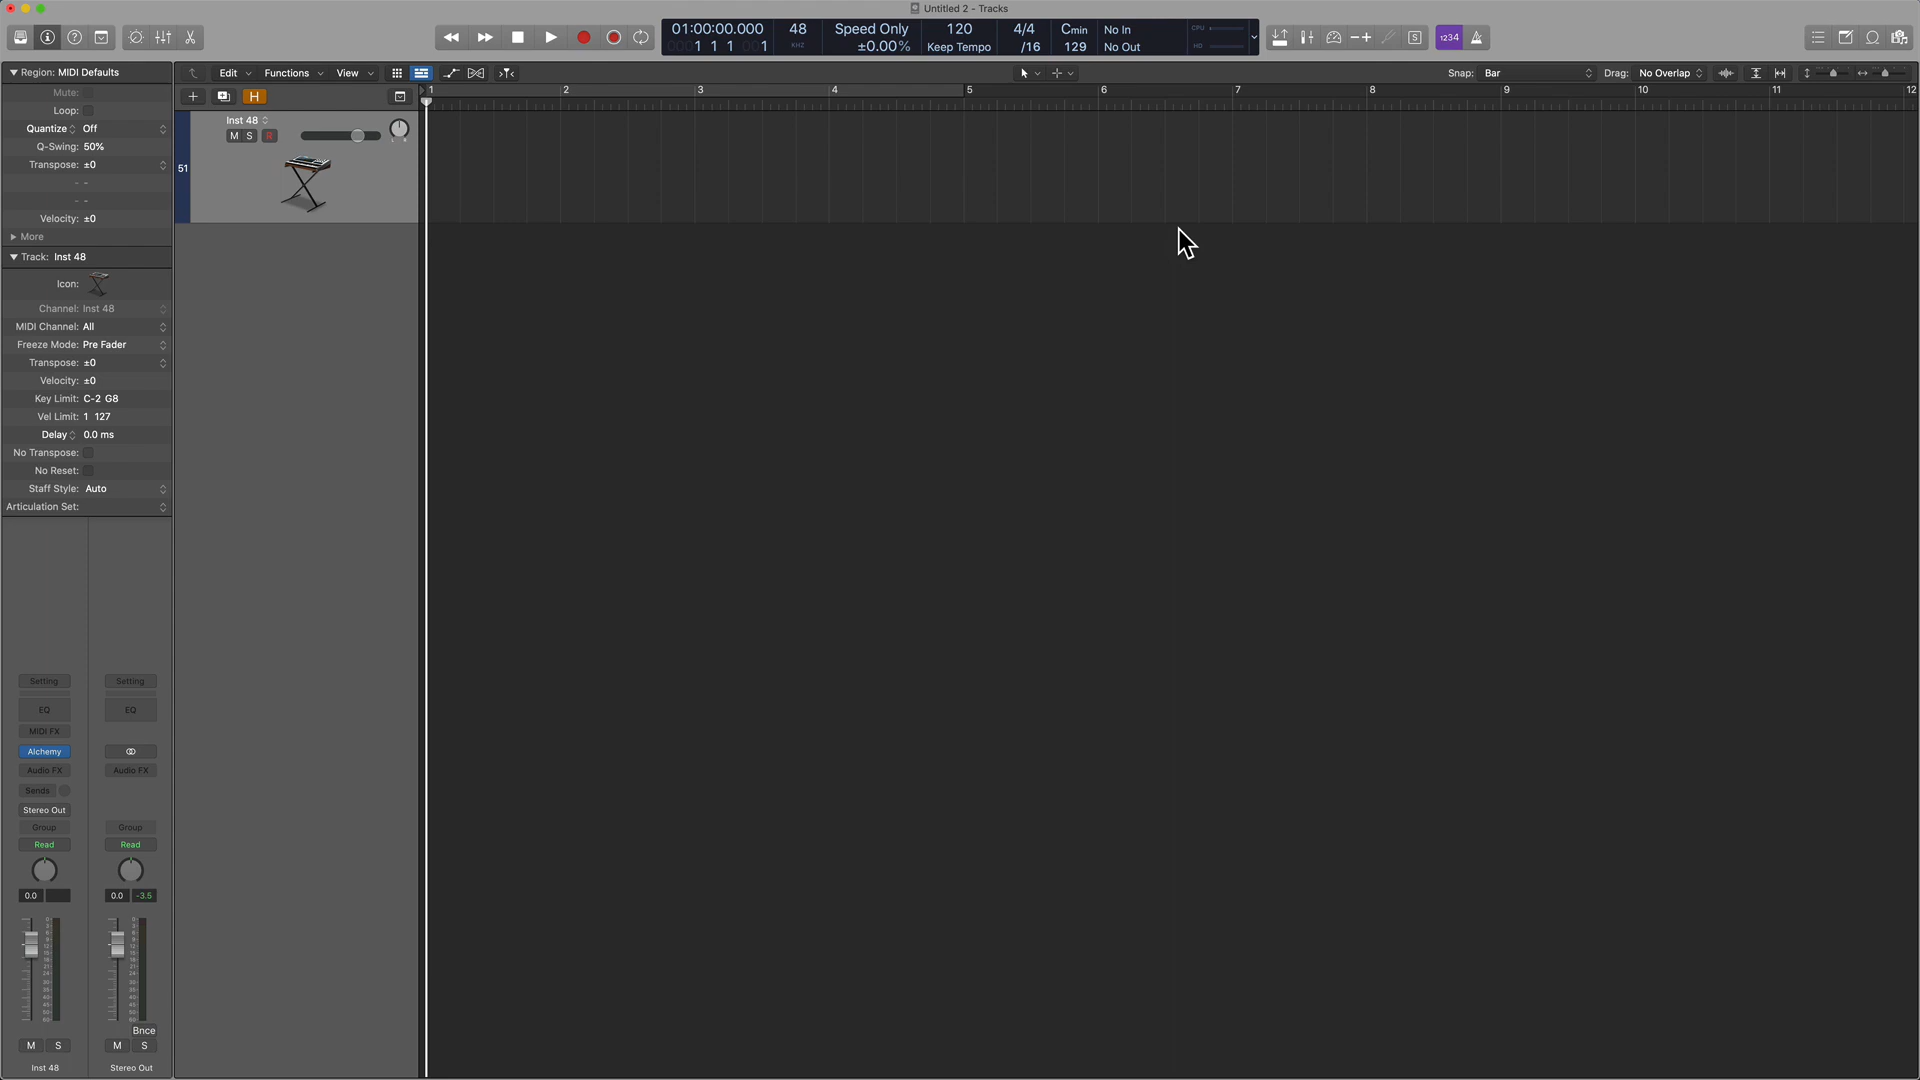 Untitled 2 - Tracks
1234
01:00:00.000
48
Speed Only
120
4/4
Cmin
No In
CPU
0001 1 1 001
KHZ
±0.00%
Keep Tempo
/16
129
No Out
HD
S
Region: MIDI Defaults
Edit
Functions
View
Snap: Bar
Drag: No Overlap
Mute:
Loop:
Quantize Off
Q-Swing: 50%
Transpose: ±0
- -
- -
Velocity: ±0
More
H
1
2
3
4
5
6
7
8
9
10
11
12
51
Inst 48
M S R
Track: Inst 48
Icon:
Channel: Inst 48
MIDI Channel: All
Freeze Mode: Pre Fader
Transpose: ±0
Velocity: ±0
Key Limit: C-2 G8
Vel Limit: 1 127
Delay 0.0 ms
No Transpose:
No Reset:
Staff Style: Auto
Articulation Set:
Setting
Setting
EQ
EQ
MIDI FX
Alchemy
Audio FX
Audio FX
Sends
Stereo Out
Group
Group
Read
Read
0.0
0.0
-3.5
Bnce
M
S
M
S
Inst 48
Stereo Out